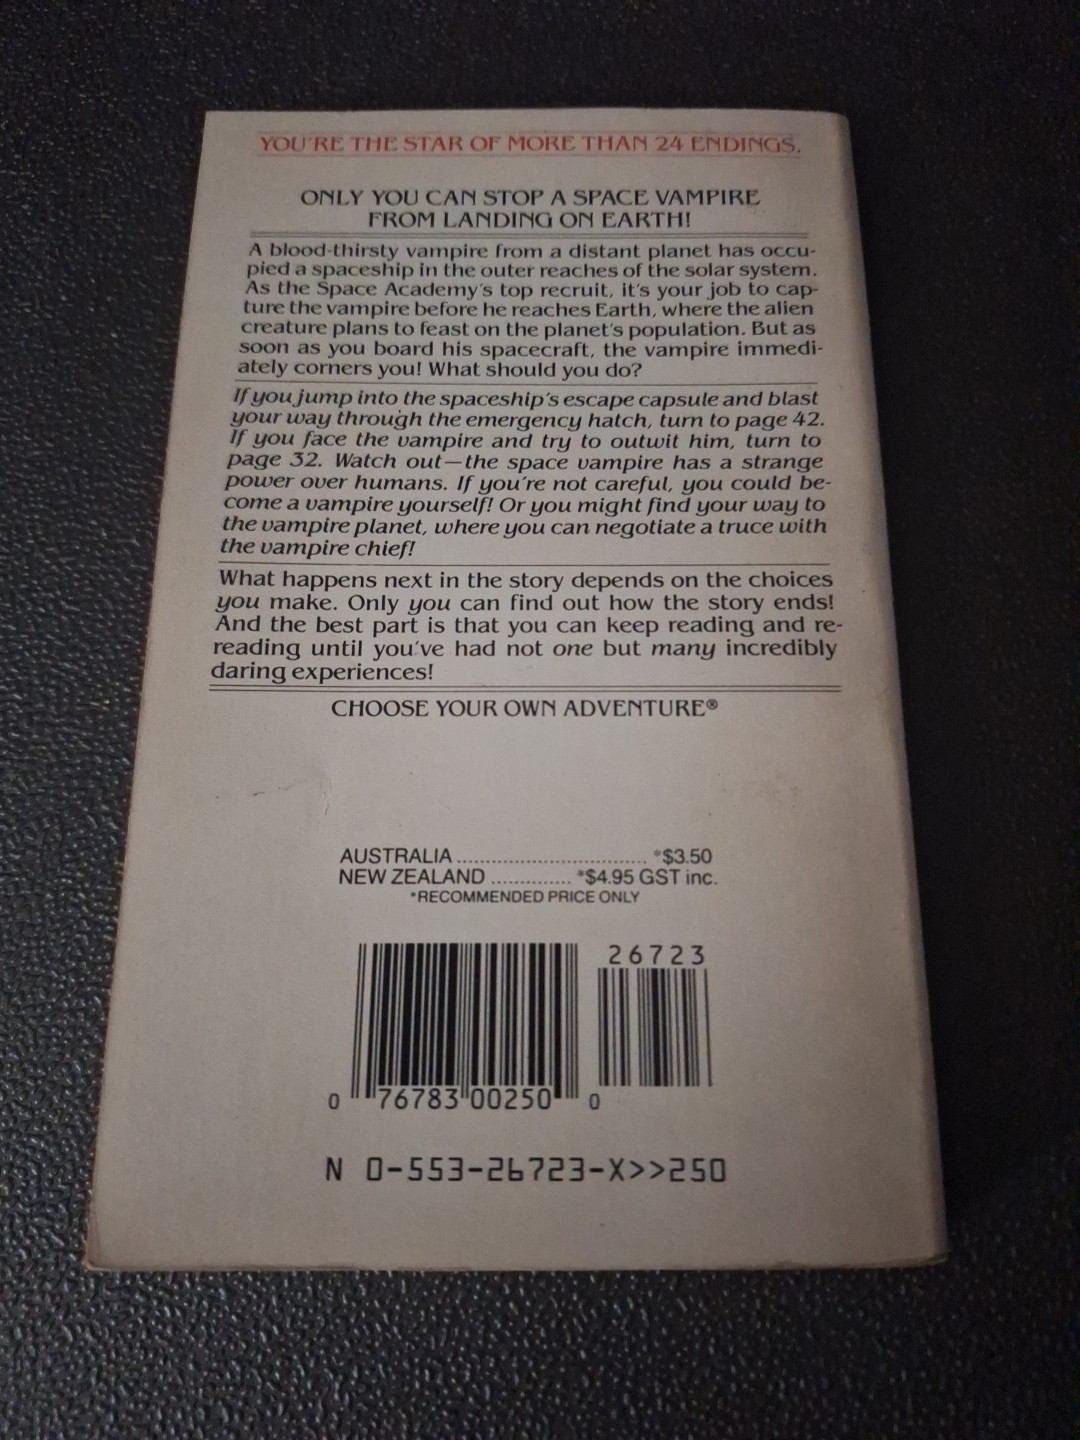 YOU'RE THE STAR OF MORE THAN 24 ENDINGS.
ONLY YOU CAN STOP A SPACE VAMPIRE
FROM LANDING ON EARTH!
A blood-thirsty vampire from a distant planet has occu-
pied a spaceship in the outer reaches of the solar system.
As the Space Academy's top recruit, it's your job to cap-
ture the vampire before he reaches Earth, where the alien
creature plans to feast on the planet's population. But as
soon as you board his spacecraft, the vampire immedi-
ately corners you! What should you do?
If you jump into the spaceship's escape capsule and blast
your way through the emergency hatch, turn to page 42.
If you face the vampire and try to outwit him, turn to
page 32. Watch out—the space vampire has a strange
power over humans. If you're not careful, you could be-
come a vampire yourself! Or you might find your way to
the vampire planet, where you can negotiate a truce with
the vampire chief!
What happens next in the story depends on the choices
you make. Only you can find out how the story ends!
And the best part is that you can keep reading and re-
reading until you've had not one but many incredibly
daring experiences!
CHOOSE YOUR OWN ADVENTURE®
AUSTRALIA ................................. *$3.50
NEW ZEALAND .............. *$4.95 GST inc.
*RECOMMENDED PRICE ONLY
26723
0 76783 00250 0
N 0-553-26723-X>>250